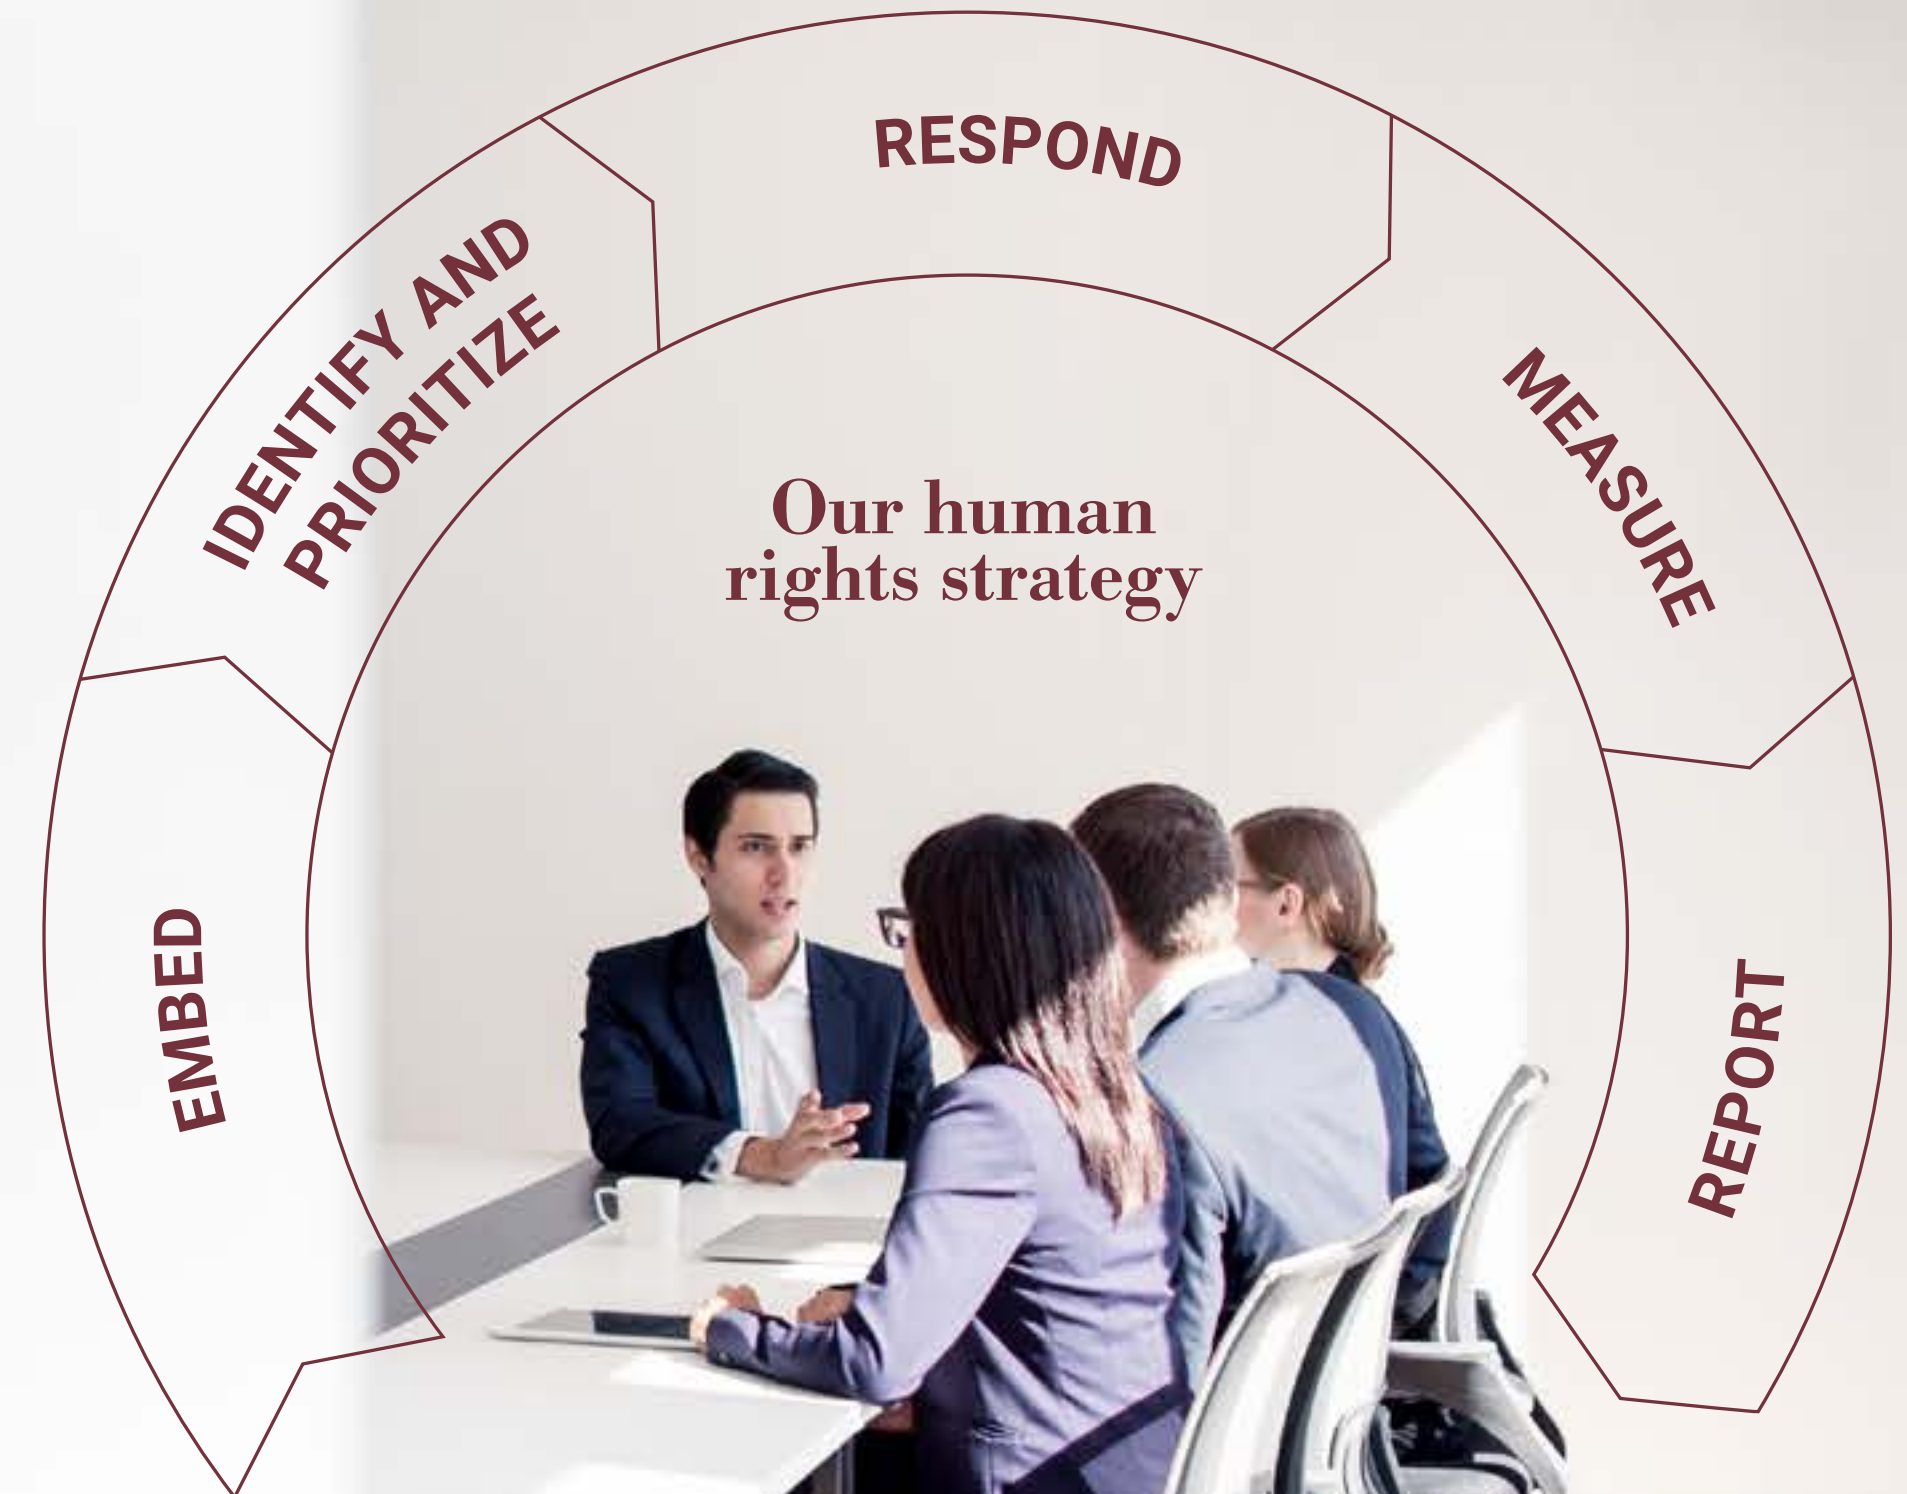 EMBED
IDENTIFY AND
PRIORITIZE
RESPOND
MEASURE
REPORT
Our human
rights strategy